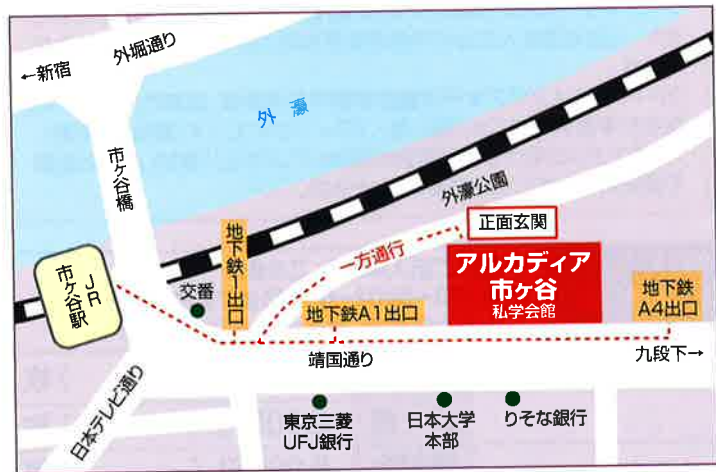 ←新宿
外堀通り
外 濠
市ヶ谷橋
外濠公園
正面玄関
地下鉄1出口
一方通行
アルカディア
市ヶ谷
私学会館
JR
市ヶ谷駅
交番
地下鉄A1出口
地下鉄
A4出口
靖国通り
九段下→
日本テレビ通り
東京三菱
UFJ銀行
日本大学
本部
りそな銀行